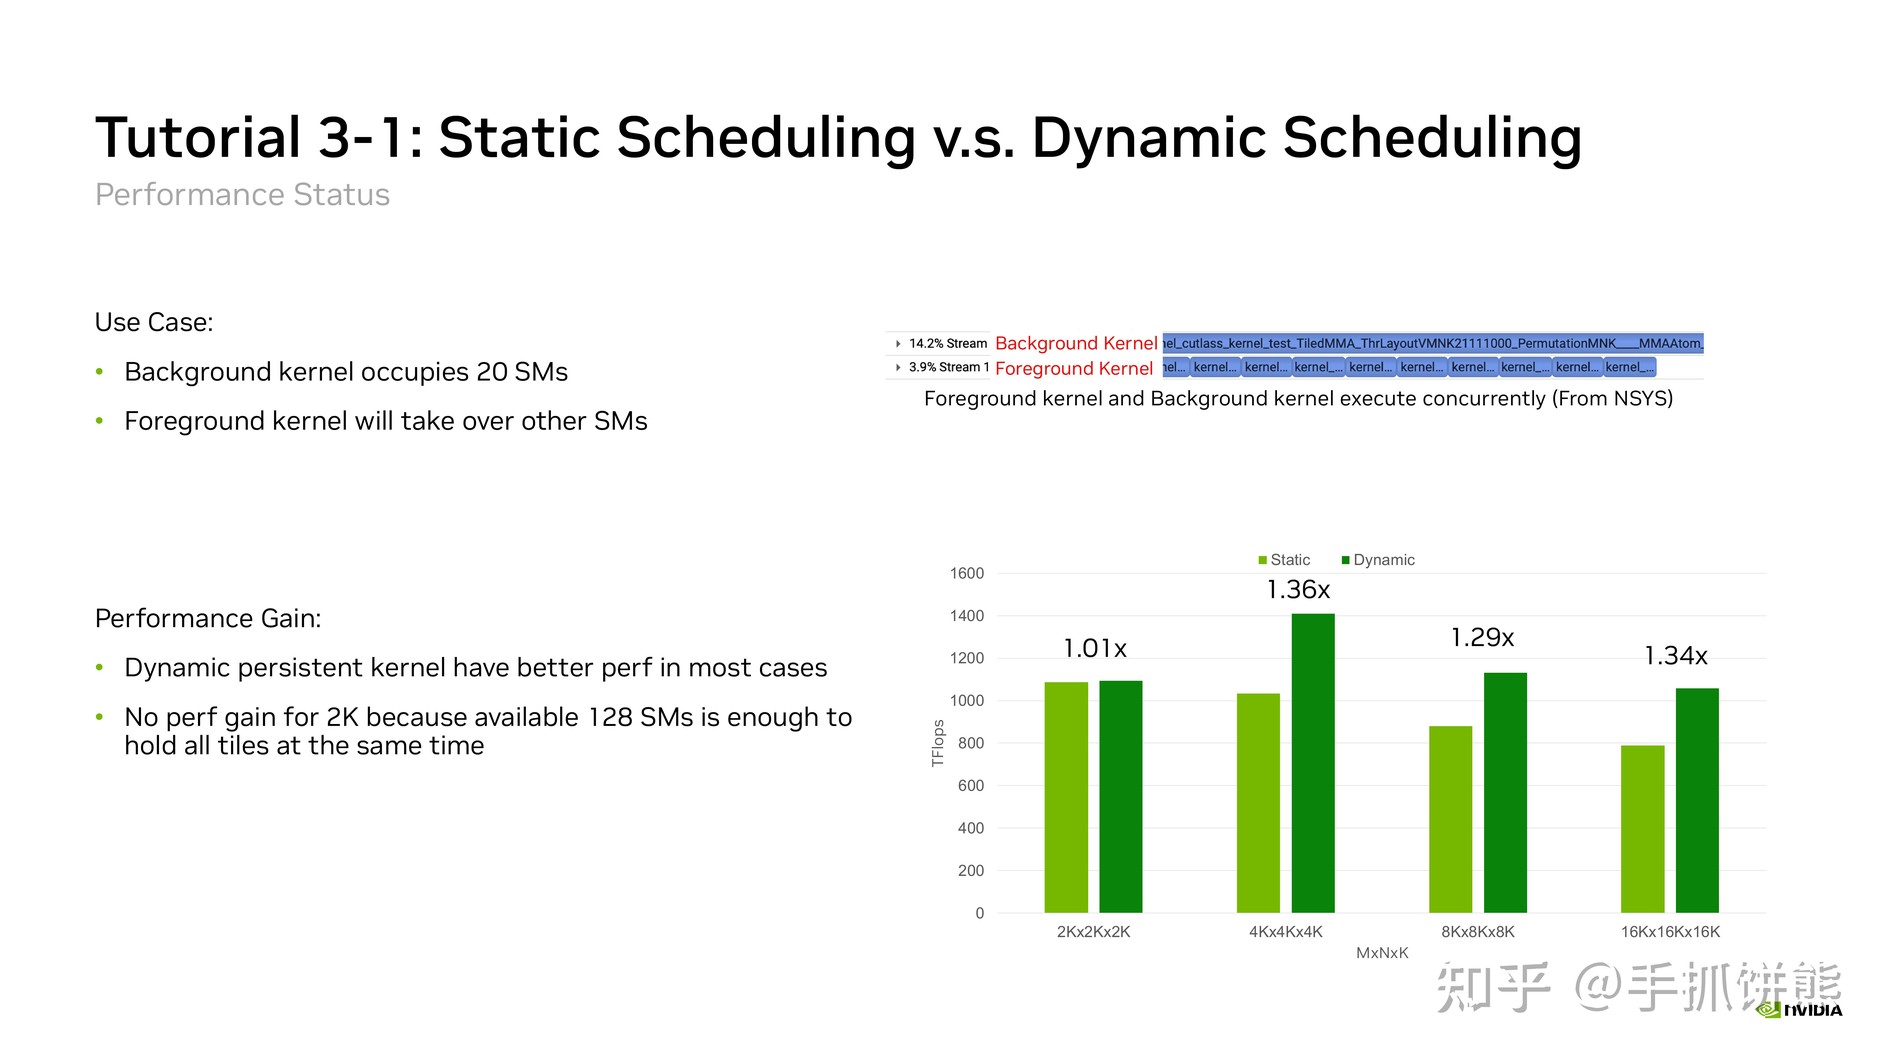 Tutorial 3-1: Static Scheduling v.s. Dynamic Scheduling
Performance Status
Use Case:
• Background kernel occupies 20 SMs
• Foreground kernel will take over other SMs
14.2% Stream Background Kernel nel_cutlass_kernel_test_TiledMMA_ThrLayoutVMNK21111000_PermutationMNK____MMAAtom_
3.9% Stream 1 Foreground Kernel nel... kernel... kernel... kernel_... kernel... kernel... kernel... kernel_... kernel... kernel_...
Foreground kernel and Background kernel execute concurrently (From NSYS)
Performance Gain:
• Dynamic persistent kernel have better perf in most cases
• No perf gain for 2K because available 128 SMs is enough to
hold all tiles at the same time
Static Dynamic
1600
1400
1200
1000
800
600
400
200
0
TFlops
1.01x
1.36x
1.29x
1.34x
2Kx2Kx2K 4Kx4Kx4K 8Kx8Kx8K 16Kx16Kx16K
MxNxK
知乎 @手抓饼熊
NVIDIA